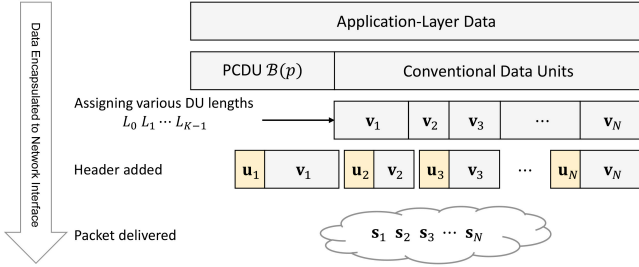 Data Encapsulated to Network Interface
Application-Layer Data
PCDU 𝓑(p) Conventional Data Units
Assigning various DU lengths
L₀ L₁ ⋯ L_{K−1}
v₁ v₂ v₃ ⋯ v_N
Header added
u₁ v₁ u₂ v₂ u₃ v₃ ⋯ u_N v_N
Packet delivered
s₁ s₂ s₃ ⋯ s_N